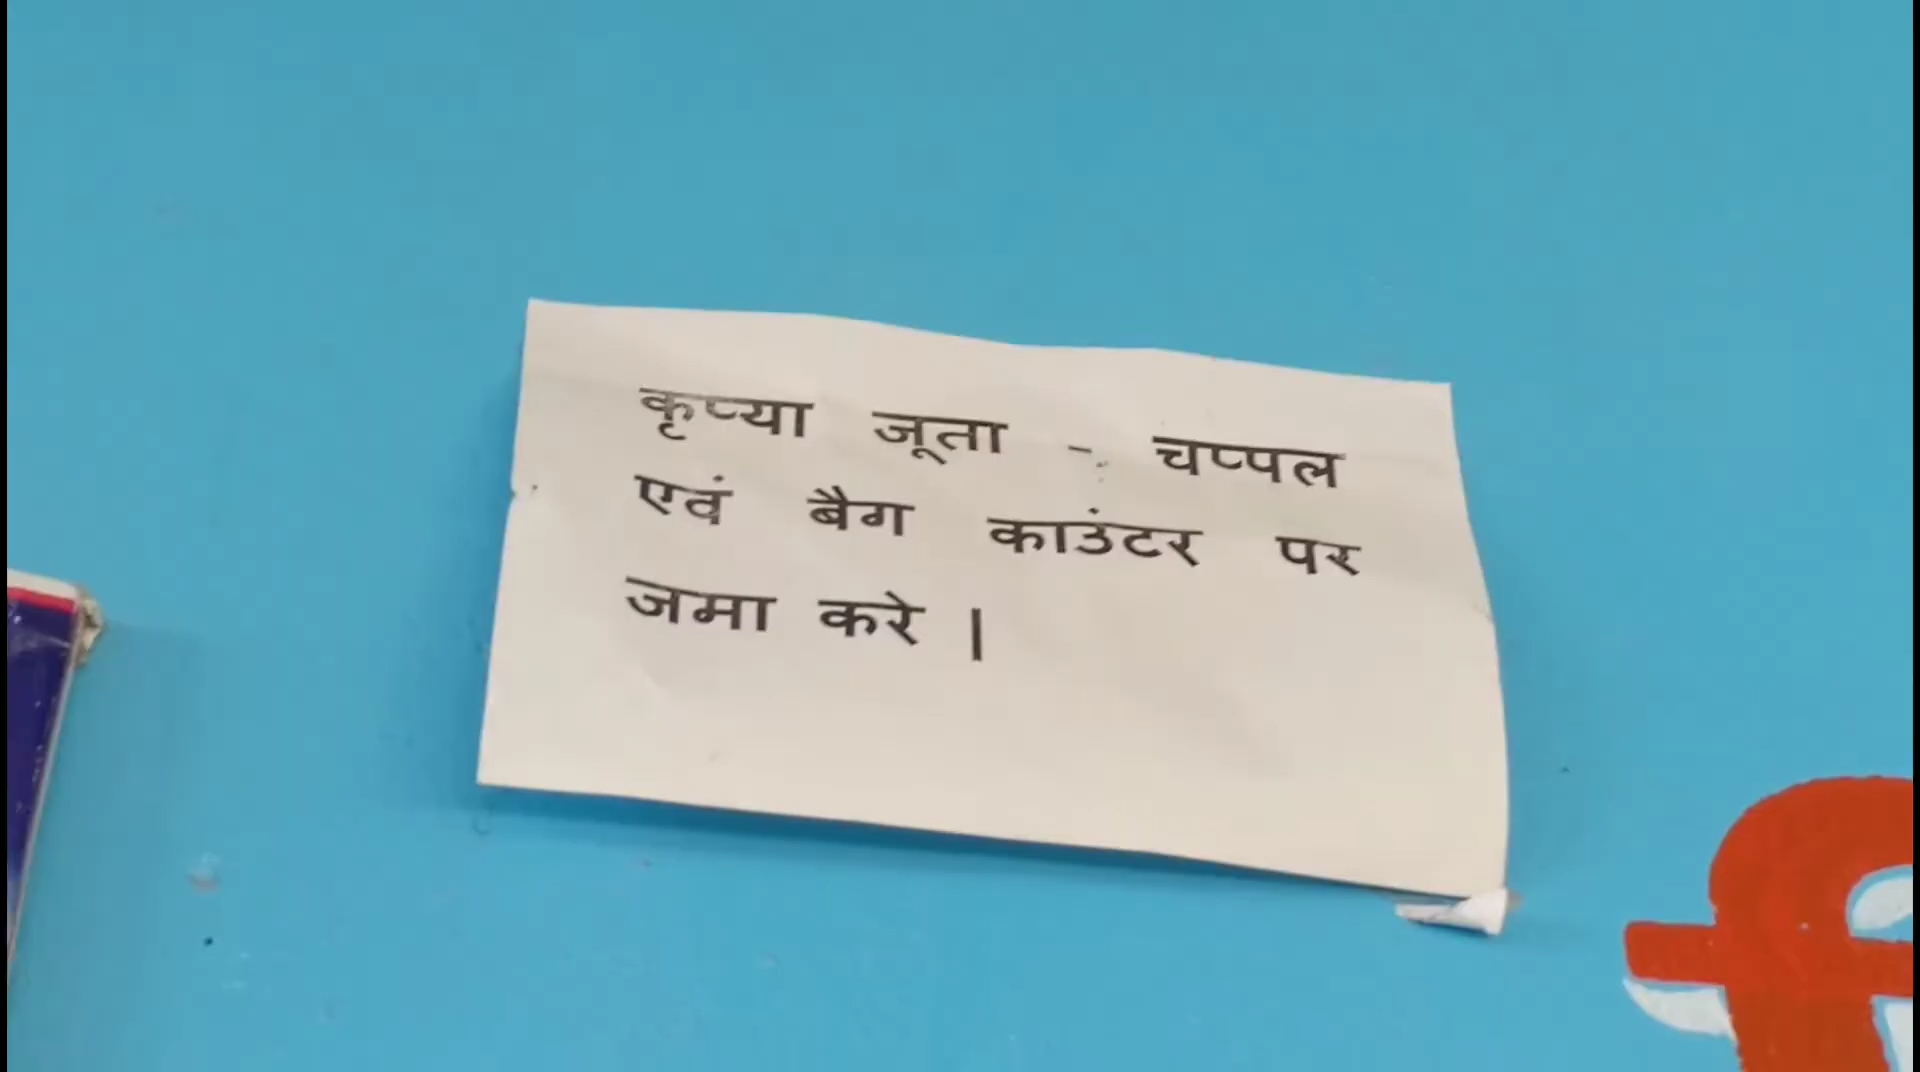 कृप्या जूता - चप्पल
एवं बैग काउंटर पर
जमा करे |
f